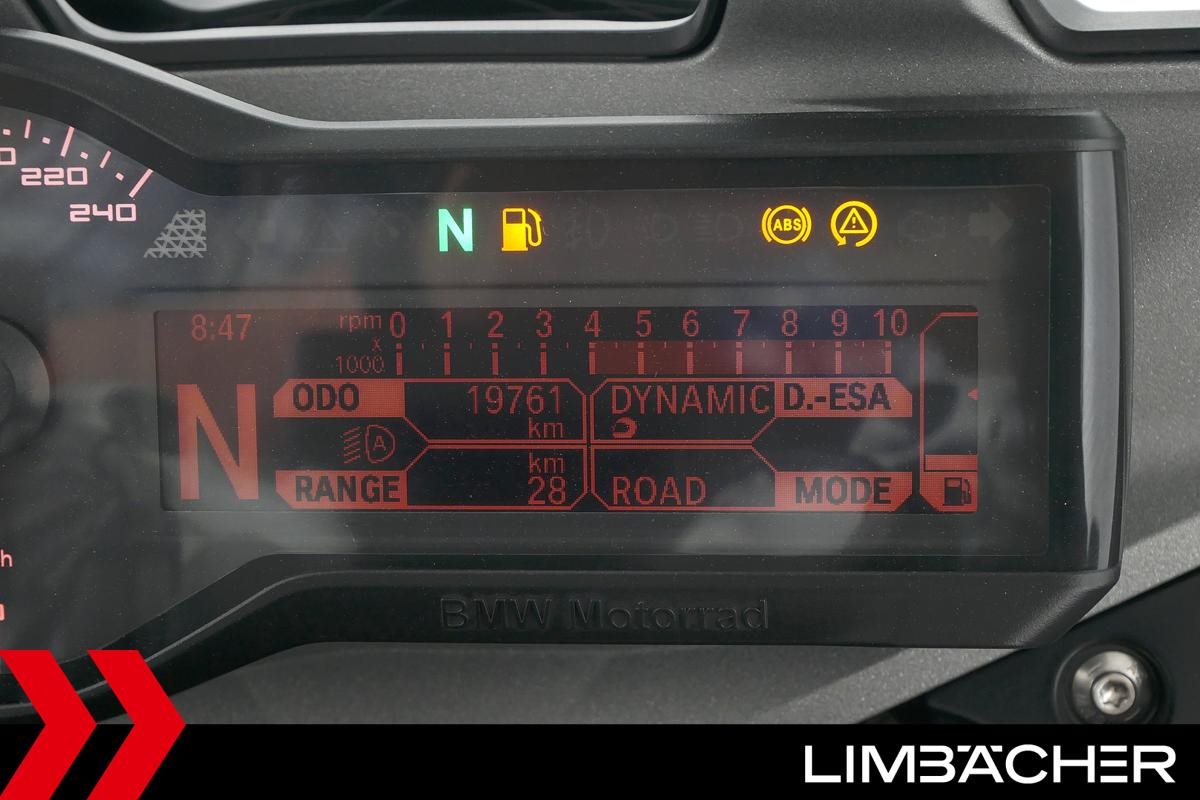 220
240
N
ABS
8:47
rpm 0 1 2 3 4 5 6 7 8 9 10
x
1000
N
ODO 19761 km
DYNAMIC D.-ESA
A
RANGE km 28
ROAD MODE
h
BMW Motorrad
LIMBÄCHER